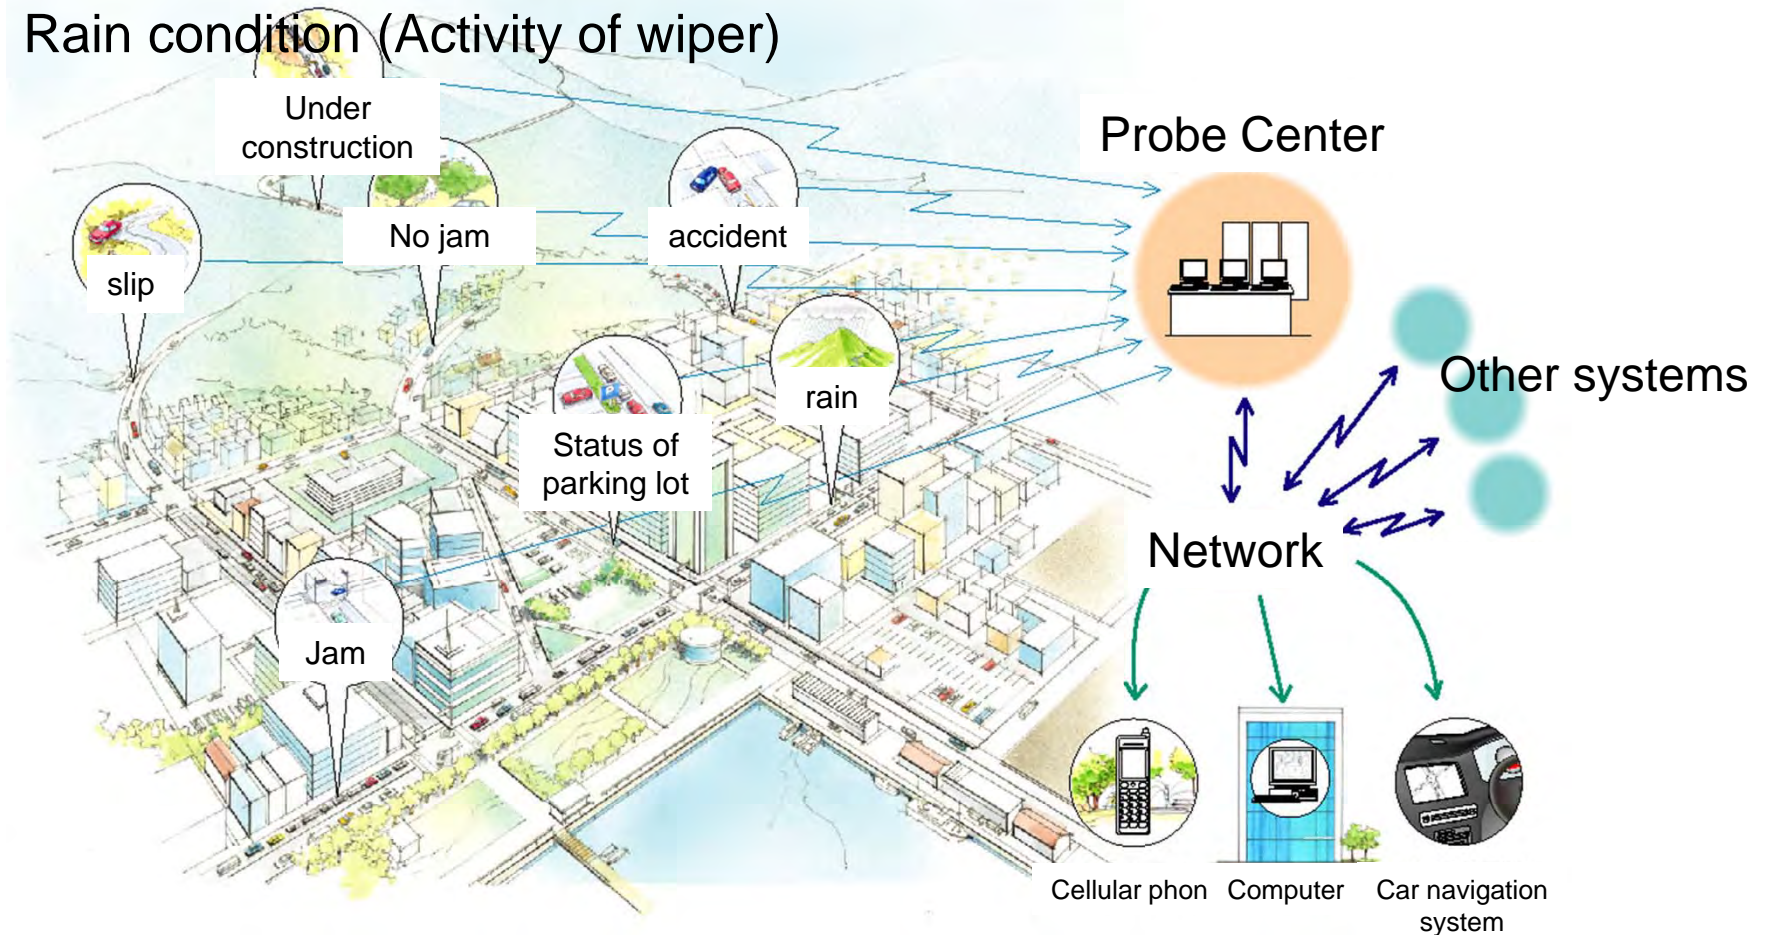 Rain condition (Activity of wiper)
Under
construction
Probe Center
No jam
accident
slip
Other systems
rain
Status of
parking lot
Network
Jam
Cellular phon
Computer
Car navigation
system